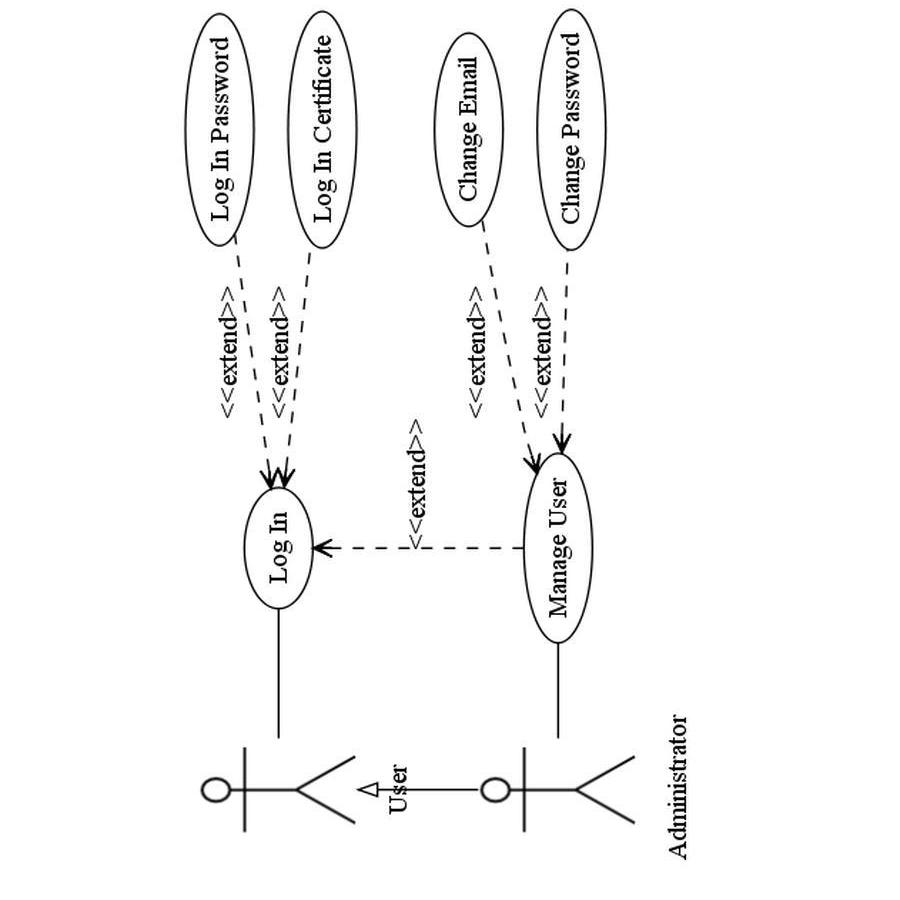 User
Administrator
Log In
Manage User
<<extend>>
<<extend>>
<<extend>>
<<extend>>
<<extend>>
Log In Password
Log In Certificate
Change Email
Change Password